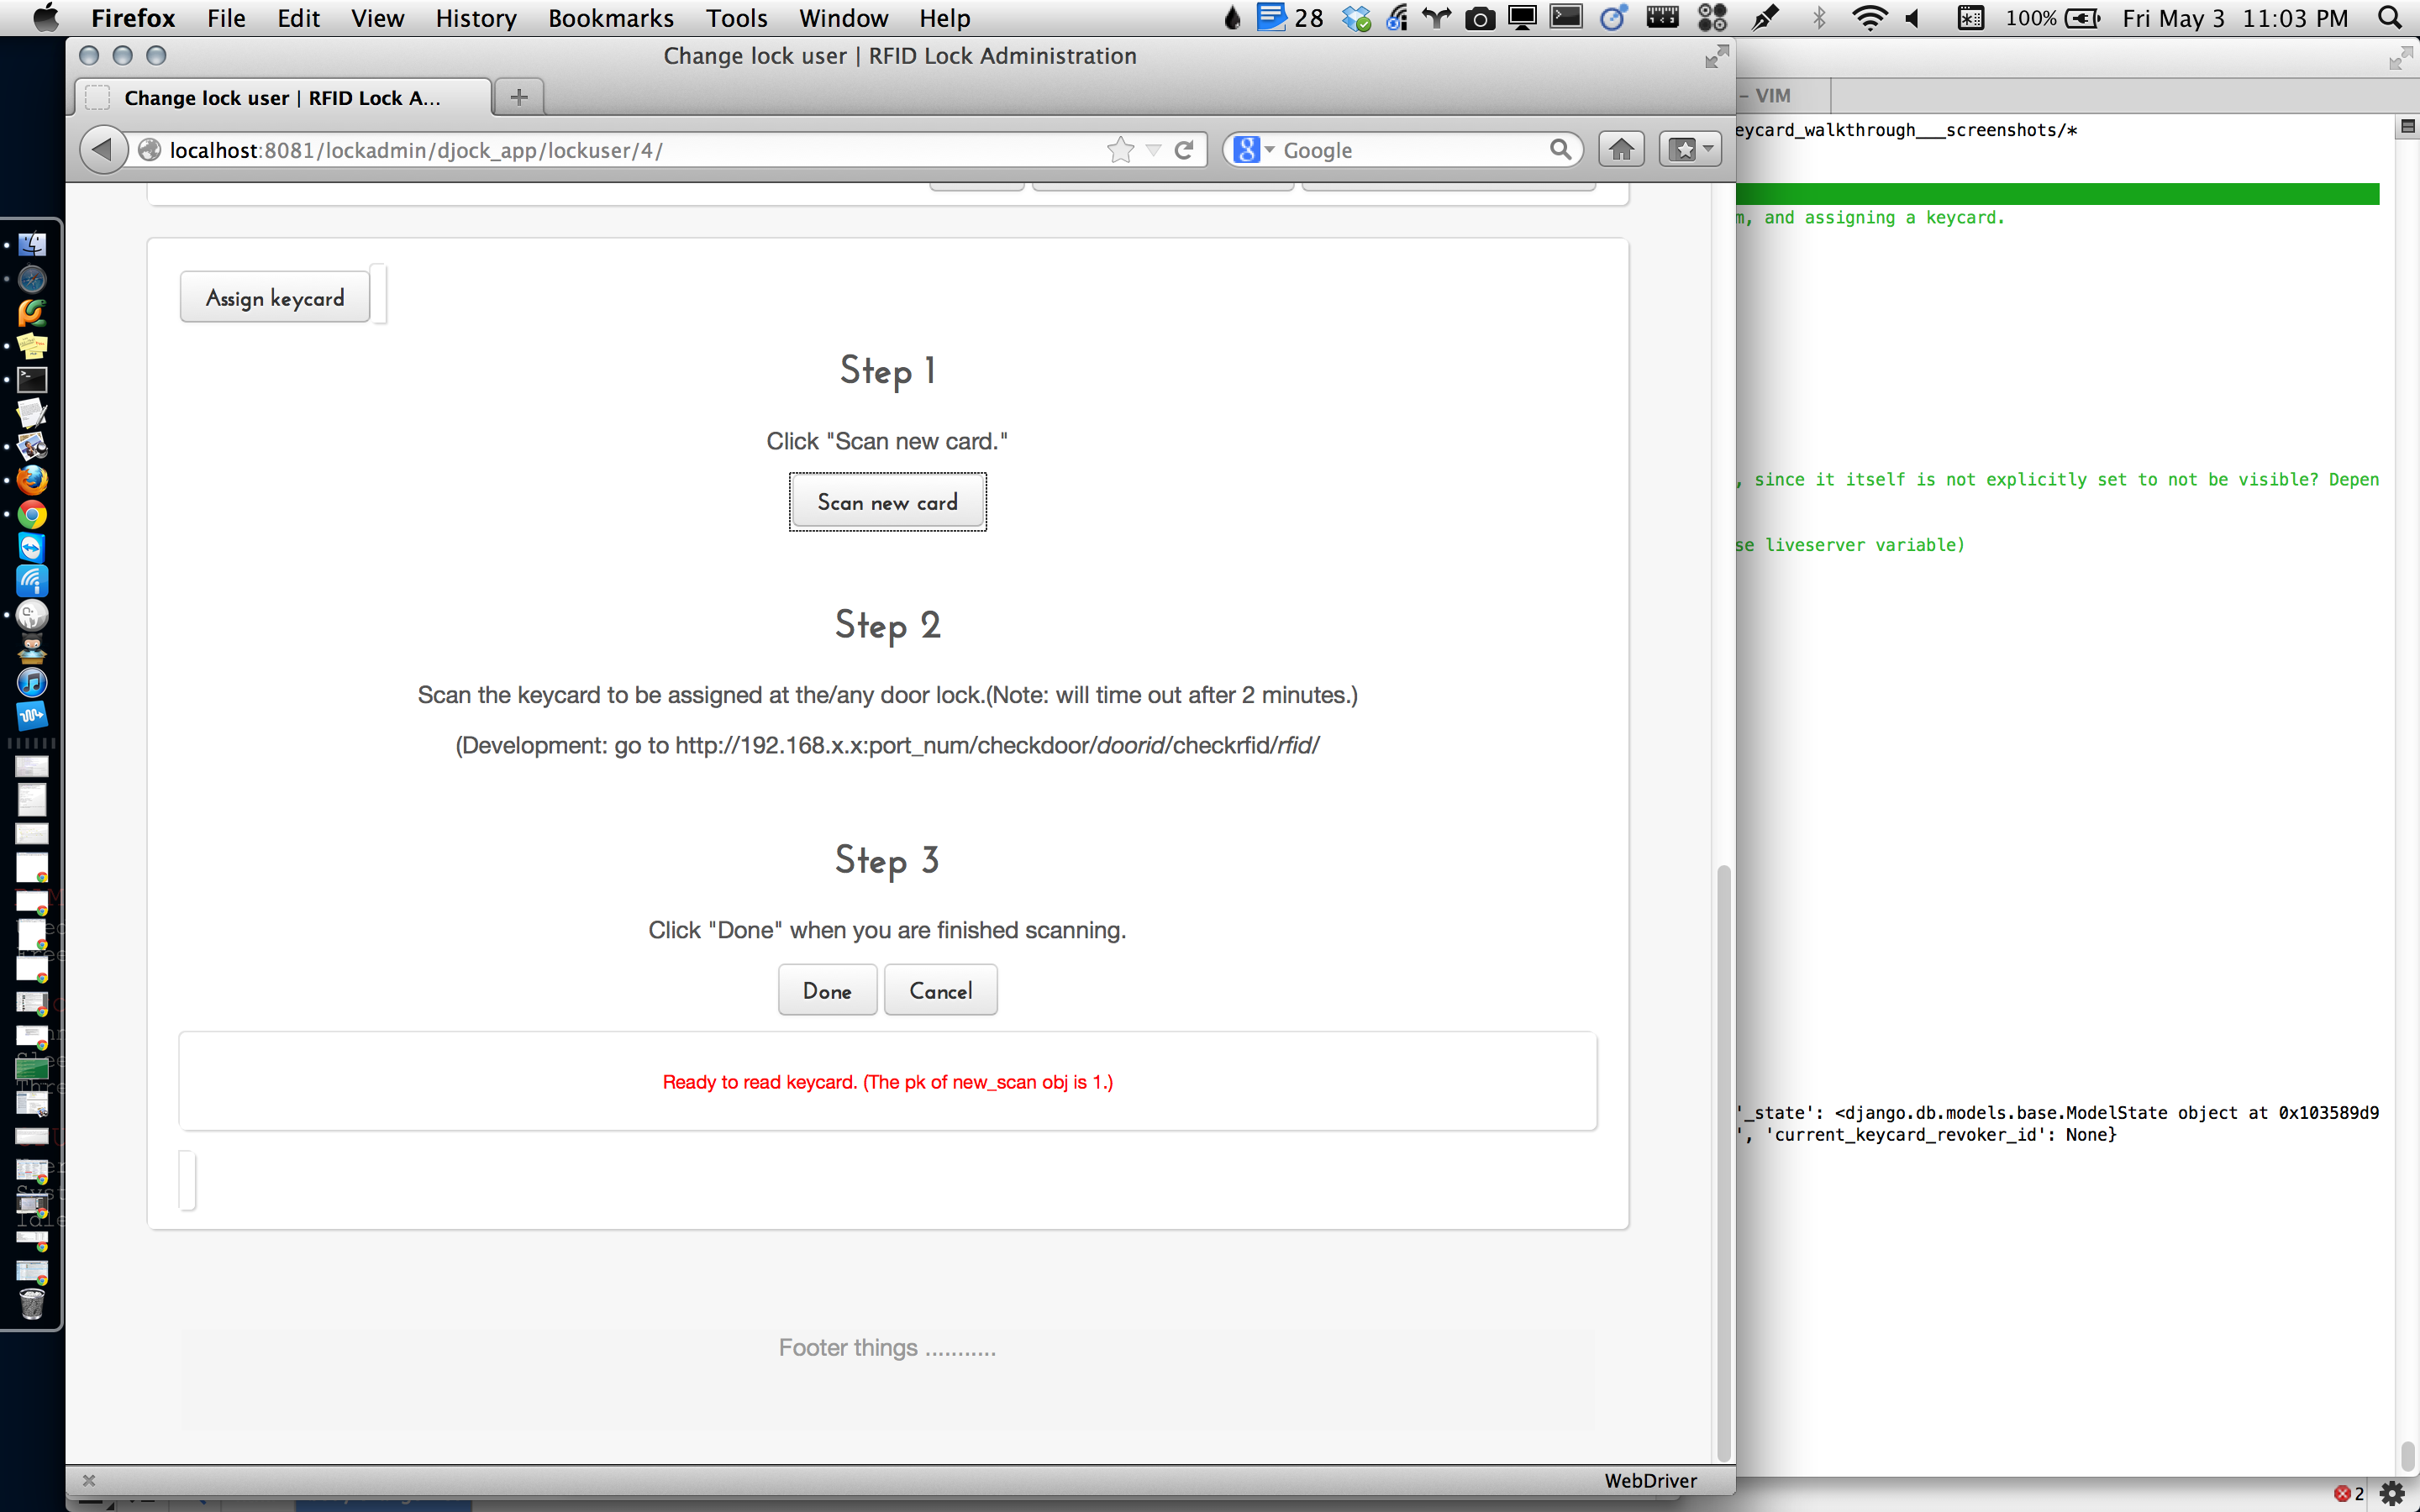 Firefox File Edit View History Bookmarks Tools Window Help 28 100% Fri May 3 11:03 PM
Change lock user | RFID Lock Administration
Change lock user | RFID Lock A...
– VIM
localhost:8081/lockadmin/djock_app/lockuser/4/
Google
eycard_walkthrough___screenshots/*
m, and assigning a keycard.
Assign keycard
Step 1
Click "Scan new card."
Scan new card
, since it itself is not explicitly set to not be visible? Depen
se liveserver variable)
Step 2
Scan the keycard to be assigned at the/any door lock.(Note: will time out after 2 minutes.)
(Development: go to http://192.168.x.x:port_num/checkdoor/doorid/checkrfid/rfid/
Step 3
Click "Done" when you are finished scanning.
Done Cancel
Ready to read keycard. (The pk of new_scan obj is 1.)
'_state': <django.db.models.base.ModelState object at 0x103589d9
', 'current_keycard_revoker_id': None}
Footer things ...........
WebDriver
2